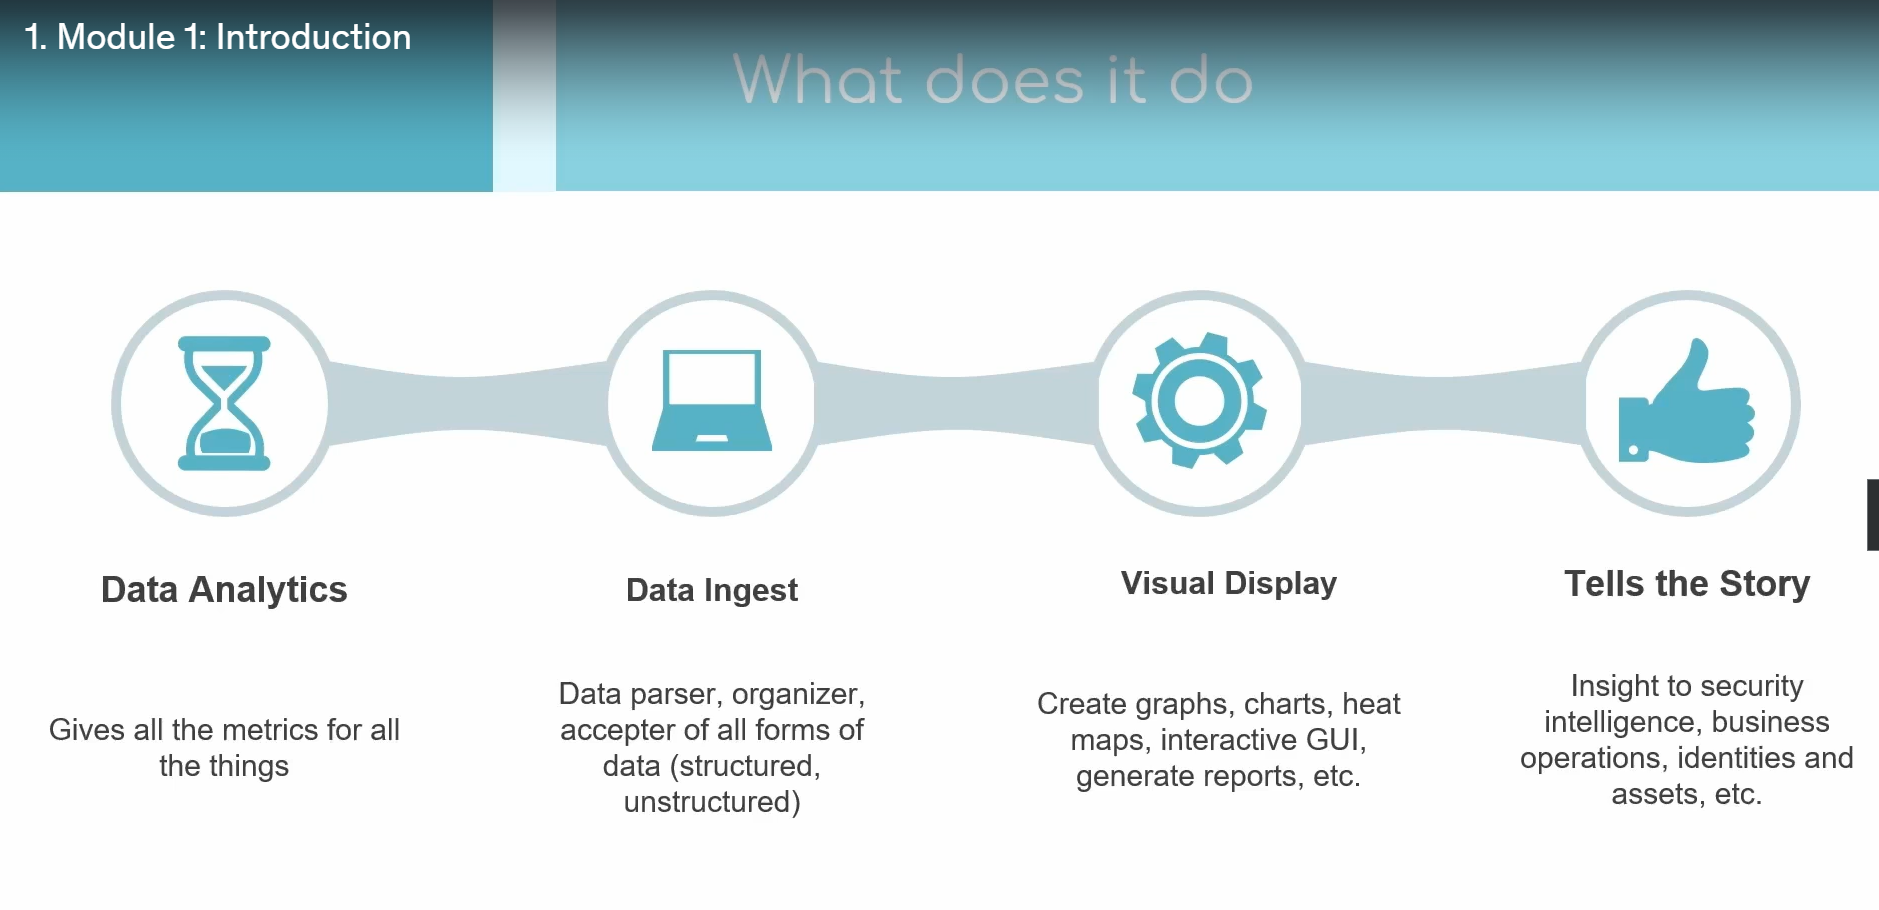 1. Module 1: Introduction
What does it do
Data Analytics
Gives all the metrics for all
the things
Data Ingest
Data parser, organizer,
accepter of all forms of
data (structured,
unstructured)
Visual Display
Create graphs, charts, heat
maps, interactive GUI,
generate reports, etc.
Tells the Story
Insight to security
intelligence, business
operations, identities and
assets, etc.